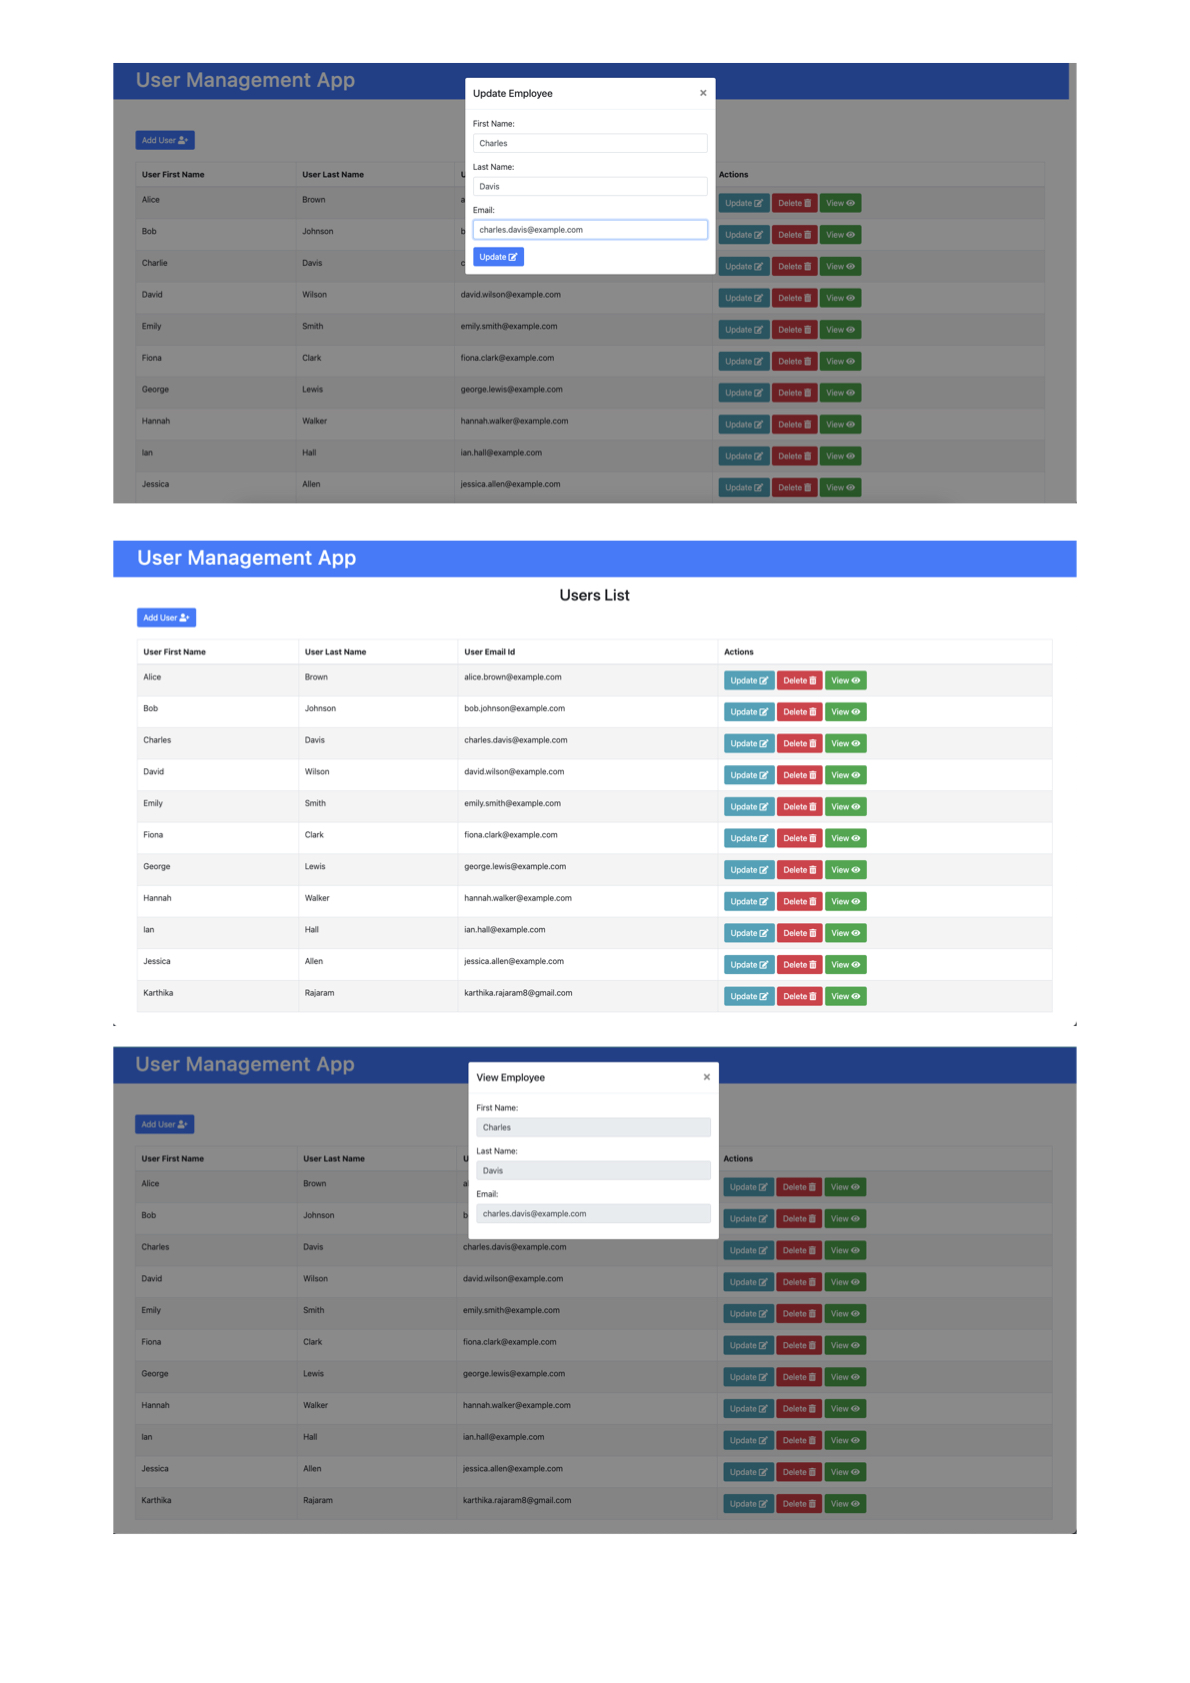 User Management App
Update Employee ×
First Name:
Charles
Last Name:
Davis
Email:
charles.davis@example.com
Update
Add User
User First Name User Last Name Actions
Alice Brown Update Delete View
Bob Johnson Update Delete View
Charlie Davis Update Delete View
David Wilson david.wilson@example.com Update Delete View
Emily Smith emily.smith@example.com Update Delete View
Fiona Clark fiona.clark@example.com Update Delete View
George Lewis george.lewis@example.com Update Delete View
Hannah Walker hannah.walker@example.com Update Delete View
Ian Hall ian.hall@example.com Update Delete View
Jessica Allen jessica.allen@example.com Update Delete View
User Management App
Users List
Add User
User First Name User Last Name User Email Id Actions
Alice Brown alice.brown@example.com Update Delete View
Bob Johnson bob.johnson@example.com Update Delete View
Charles Davis charles.davis@example.com Update Delete View
David Wilson david.wilson@example.com Update Delete View
Emily Smith emily.smith@example.com Update Delete View
Fiona Clark fiona.clark@example.com Update Delete View
George Lewis george.lewis@example.com Update Delete View
Hannah Walker hannah.walker@example.com Update Delete View
Ian Hall ian.hall@example.com Update Delete View
Jessica Allen jessica.allen@example.com Update Delete View
Karthika Rajaram karthika.rajaram8@gmail.com Update Delete View
User Management App
View Employee ×
First Name:
Charles
Last Name:
Davis
Email:
charles.davis@example.com
Add User
User First Name User Last Name Actions
Alice Brown Update Delete View
Bob Johnson Update Delete View
Charles Davis charles.davis@example.com Update Delete View
David Wilson david.wilson@example.com Update Delete View
Emily Smith emily.smith@example.com Update Delete View
Fiona Clark fiona.clark@example.com Update Delete View
George Lewis george.lewis@example.com Update Delete View
Hannah Walker hannah.walker@example.com Update Delete View
Ian Hall ian.hall@example.com Update Delete View
Jessica Allen jessica.allen@example.com Update Delete View
Karthika Rajaram karthika.rajaram8@gmail.com Update Delete View